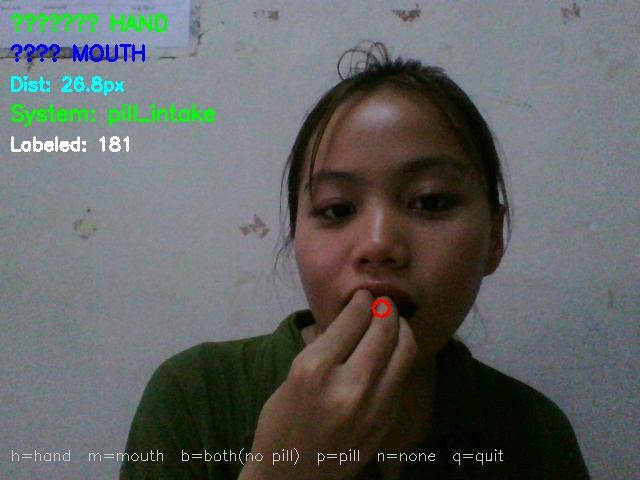 ??????? HAND
???? MOUTH
Dist: 26.8px
System: pill_intake
Labeled: 181
h=hand m=mouth b=both(no pill) p=pill n=none q=quit